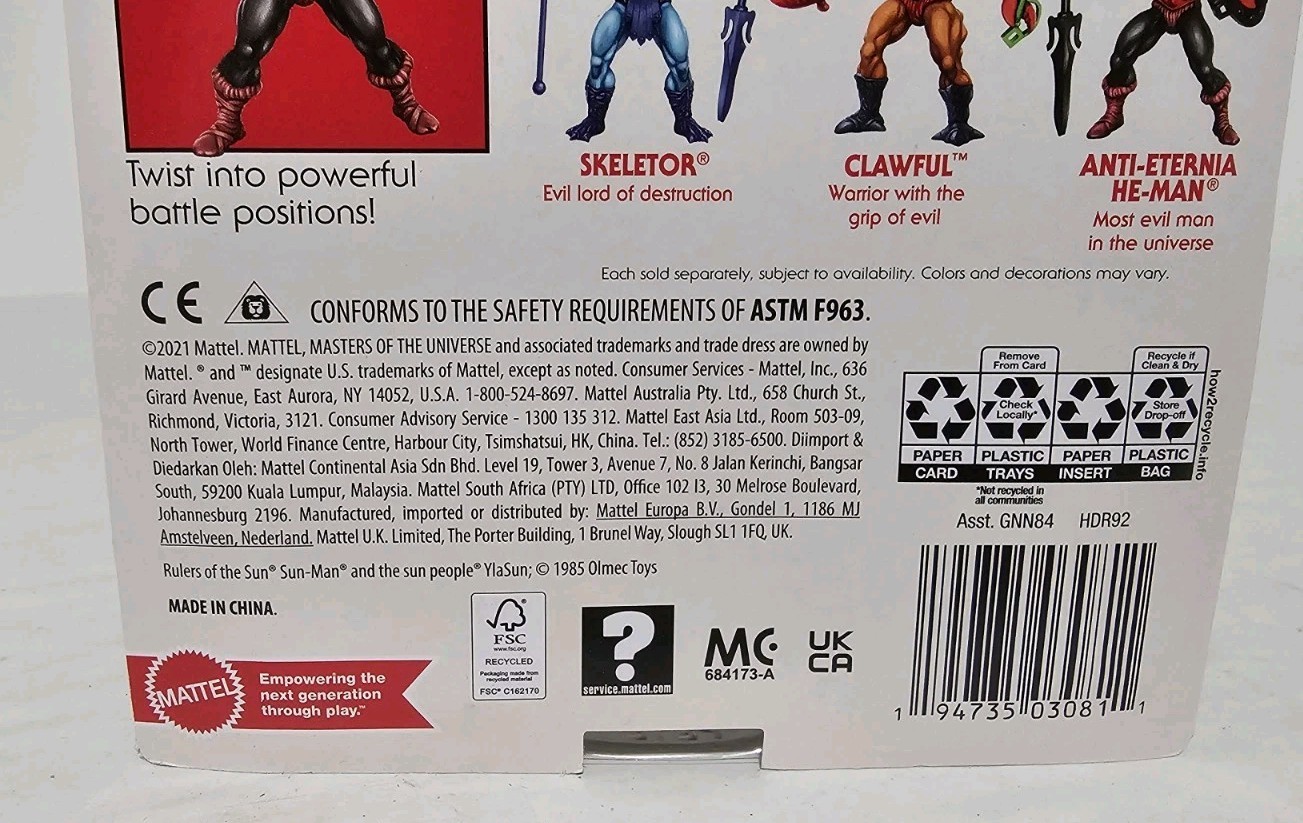 Twist into powerful
battle positions!
SKELETOR®
Evil lord of destruction
CLAWFUL™
Warrior with the
grip of evil
ANTI-ETERNIA
HE-MAN®
Most evil man
in the universe
Each sold separately, subject to availability. Colors and decorations may vary.
CE
CONFORMS TO THE SAFETY REQUIREMENTS OF ASTM F963.
©2021 Mattel. MATTEL, MASTERS OF THE UNIVERSE and associated trademarks and trade dress are owned by
Mattel. ® and ™ designate U.S. trademarks of Mattel, except as noted. Consumer Services - Mattel, Inc., 636
Girard Avenue, East Aurora, NY 14052, U.S.A. 1-800-524-8697. Mattel Australia Pty. Ltd., 658 Church St.,
Richmond, Victoria, 3121. Consumer Advisory Service - 1300 135 312. Mattel East Asia Ltd., Room 503-09,
North Tower, World Finance Centre, Harbour City, Tsimshatsui, HK, China. Tel.: (852) 3185-6500. Diimport &
Diedarkan Oleh: Mattel Continental Asia Sdn Bhd. Level 19, Tower 3, Avenue 7, No. 8 Jalan Kerinchi, Bangsar
South, 59200 Kuala Lumpur, Malaysia. Mattel South Africa (PTY) LTD, Office 102 I3, 30 Melrose Boulevard,
Johannesburg 2196. Manufactured, imported or distributed by: Mattel Europa B.V., Gondel 1, 1186 MJ
Amstelveen, Nederland. Mattel U.K. Limited, The Porter Building, 1 Brunel Way, Slough SL1 1FQ, UK.
Rulers of the Sun® Sun-Man® and the sun people® YlaSun; © 1985 Olmec Toys
MADE IN CHINA.
MATTEL
Empowering the
next generation
through play.™
FSC®
www.fsc.org
RECYCLED
Packaging made from
recycled material
FSC® C162170
?
service.mattel.com
MC
684173-A
UK
CA
Remove
From Card
Recycle if
Clean & Dry
Check
Locally*
Store
Drop-off
PAPER
PLASTIC
PAPER
PLASTIC
CARD
TRAYS
INSERT
BAG
how2recycle.info
*Not recycled in
all communities
Asst. GNN84 HDR92
1 94735 03081 1